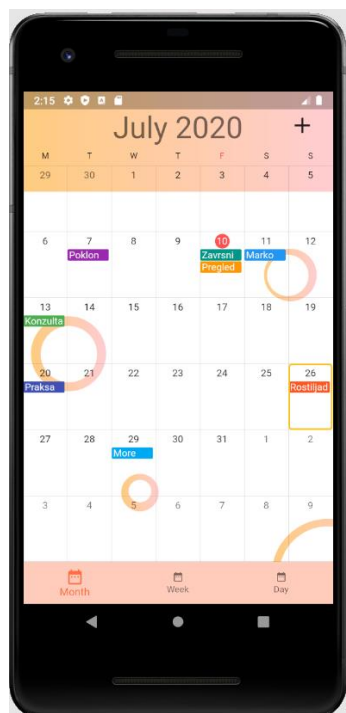 2:15
July 2020 +
M T W T F S S
29 30 1 2 3 4 5
6 7 8 9 10 11 12
Poklon Zavrsni Marko
Pregled
13 14 15 16 17 18 19
Konzulta
20 21 22 23 24 25 26
Praksa Rostiljad
27 28 29 30 31 1 2
More
3 4 5 6 7 8 9
Month Week Day